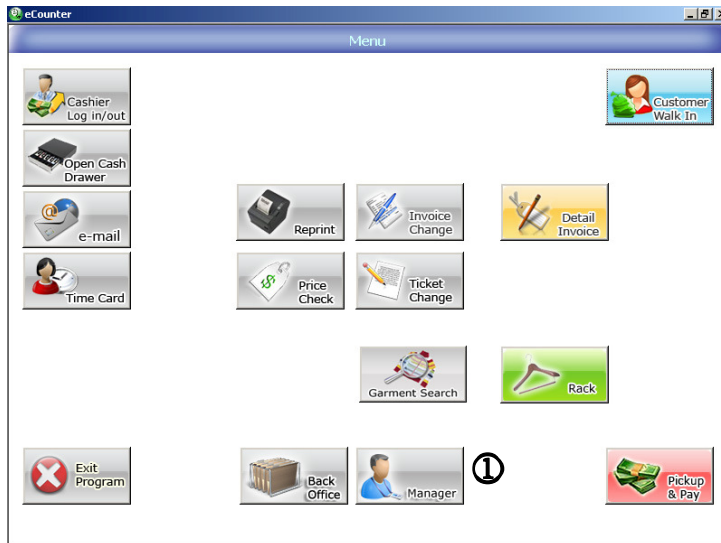 eCounter
Menu
Cashier
Log in/out
Customer
Walk In
Open Cash
Drawer
e-mail
Reprint
Invoice
Change
Detail
Invoice
Time Card
Price
Check
Ticket
Change
Garment Search
Rack
Exit
Program
Back
Office
Manager
①
Pickup
& Pay